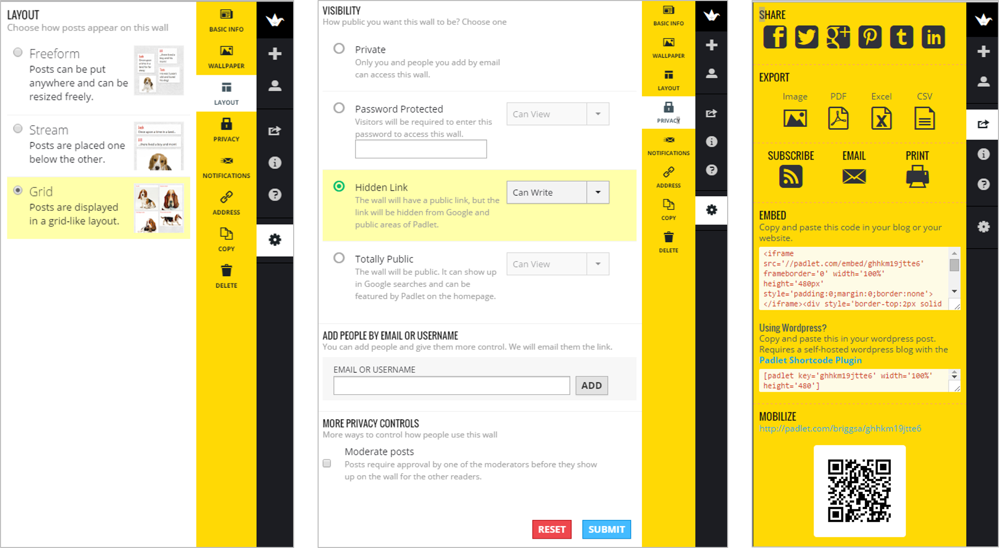 LAYOUT
Choose how posts appear on this wall
Freeform
Posts can be put
anywhere and can be
resized freely.
Stream
Posts are placed one
below the other.
Grid
Posts are displayed
in a grid-like layout.
BASIC INFO
WALLPAPER
LAYOUT
PRIVACY
NOTIFICATIONS
ADDRESS
COPY
DELETE
VISIBILITY
How public you want this wall to be? Choose one
Private
Only you and people you add by email
can access this wall.
Password Protected
Can View
Visitors will be required to enter this
password to access this wall.
Hidden Link
Can Write
The wall will have a public link, but the
link will be hidden from Google and
public areas of Padlet.
Totally Public
Can View
The wall will be public. It can show up
in Google searches and can be
featured by Padlet on the homepage.
ADD PEOPLE BY EMAIL OR USERNAME
You can add people and give them more control. We will email them the link.
EMAIL OR USERNAME
ADD
MORE PRIVACY CONTROLS
More ways to control how people use this wall
Moderate posts
Posts require approval by one of the moderators before they show
up on the wall for the other readers.
RESET
SUBMIT
BASIC INFO
WALLPAPER
LAYOUT
PRIVACY
NOTIFICATIONS
ADDRESS
COPY
DELETE
SHARE
EXPORT
Image PDF Excel CSV
SUBSCRIBE EMAIL PRINT
EMBED
Copy and paste this code in your blog or your
website.
<iframe
src='//padlet.com/embed/ghhkm19jtte6'
frameborder='0' width='100%'
height='480px'
style='padding:0;margin:0;border:none'>
</iframe><div style='border-top:2px solid
Using Wordpress?
Copy and paste this in your wordpress post.
Requires a self-hosted wordpress blog with the
Padlet Shortcode Plugin
[padlet key='ghhkm19jtte6' width='100%'
height='480']
MOBILIZE
http://padlet.com/briggsa/ghhkm19jtte6